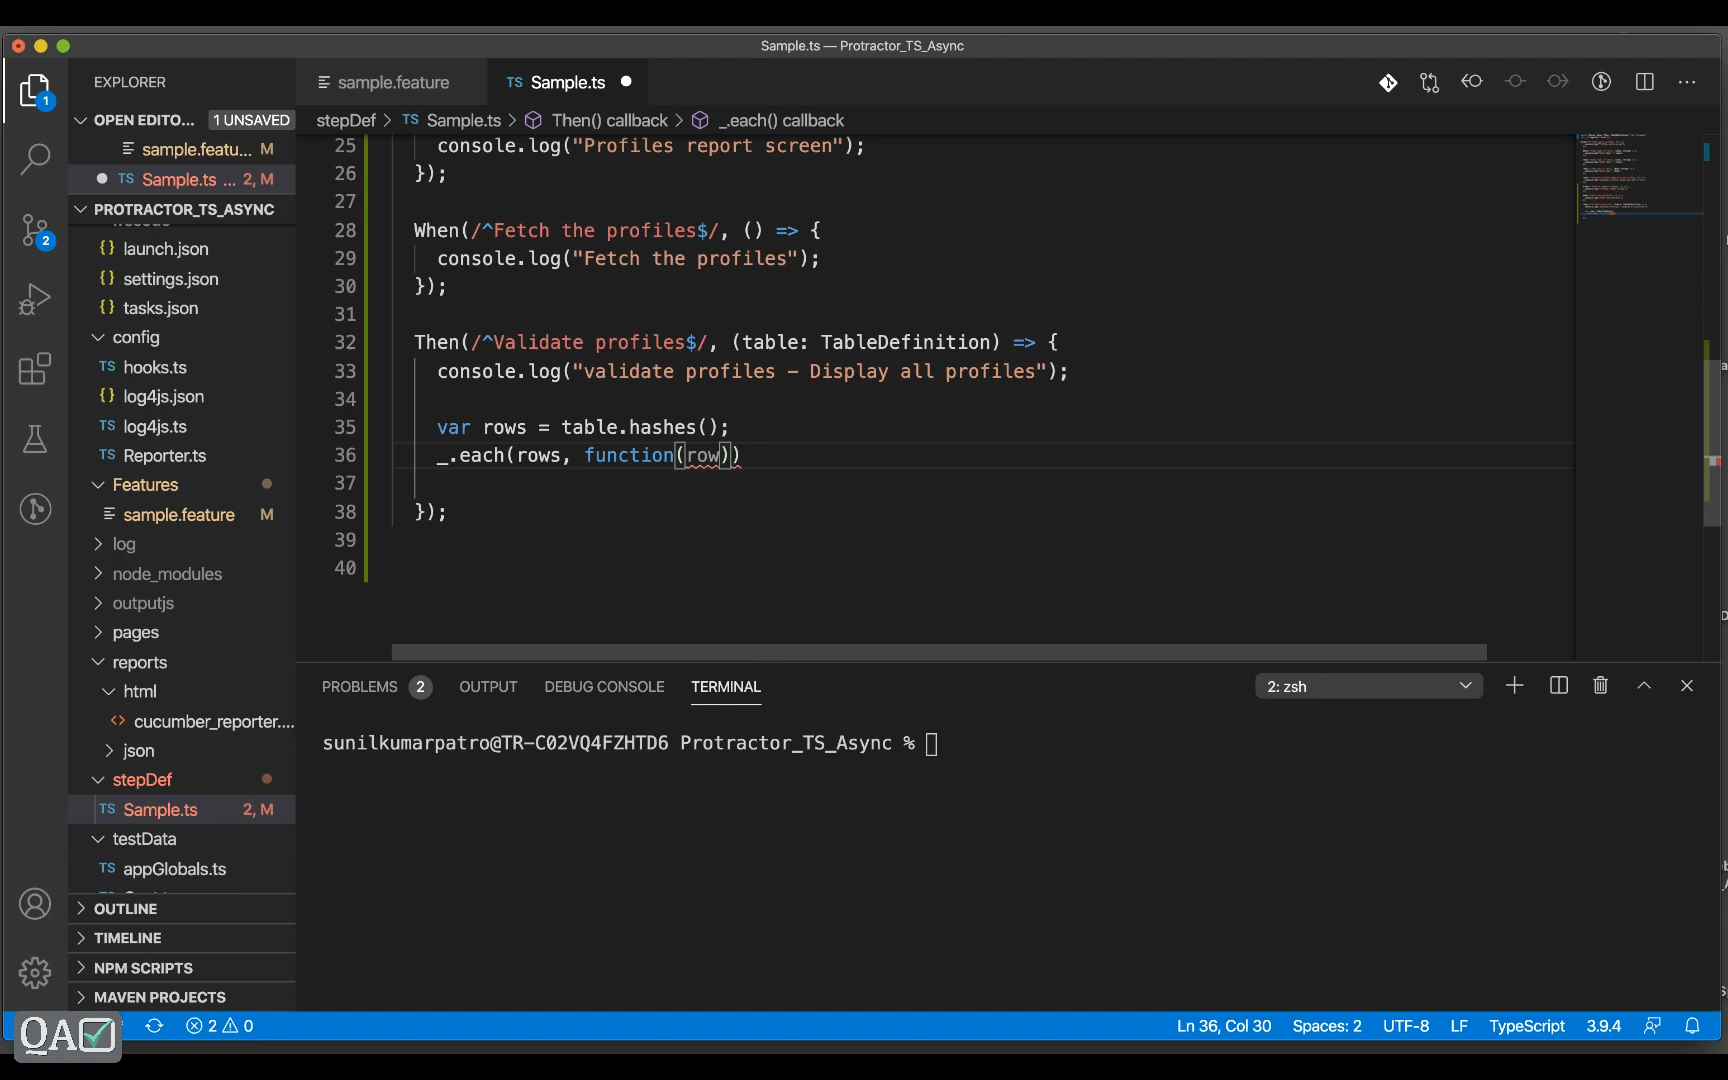 Sample.ts — Protractor_TS_Async
EXPLORER
sample.feature
TS Sample.ts
OPEN EDITO... 1 UNSAVED
stepDef > TS Sample.ts > Then() callback > _.each() callback
sample.featu... M
TS Sample.ts ... 2, M
PROTRACTOR_TS_ASYNC
{} launch.json
{} settings.json
{} tasks.json
config
TS hooks.ts
{} log4js.json
TS log4js.ts
TS Reporter.ts
Features
sample.feature M
log
node_modules
outputjs
pages
reports
html
<> cucumber_reporter....
json
stepDef
TS Sample.ts 2, M
testData
TS appGlobals.ts
OUTLINE
TIMELINE
NPM SCRIPTS
MAVEN PROJECTS
25 console.log("Profiles report screen");
26 });
27
28 When(/^Fetch the profiles$/, () => {
29 console.log("Fetch the profiles");
30 });
31
32 Then(/^Validate profiles$/, (table: TableDefinition) => {
33 console.log("validate profiles – Display all profiles");
34
35 var rows = table.hashes();
36 _.each(rows, function(row))
37
38 });
39
40
PROBLEMS 2 OUTPUT DEBUG CONSOLE TERMINAL 2: zsh
sunilkumarpatro@TR-C02VQ4FZHTD6 Protractor_TS_Async %
1
2
QA
2 0
Ln 36, Col 30 Spaces: 2 UTF-8 LF TypeScript 3.9.4